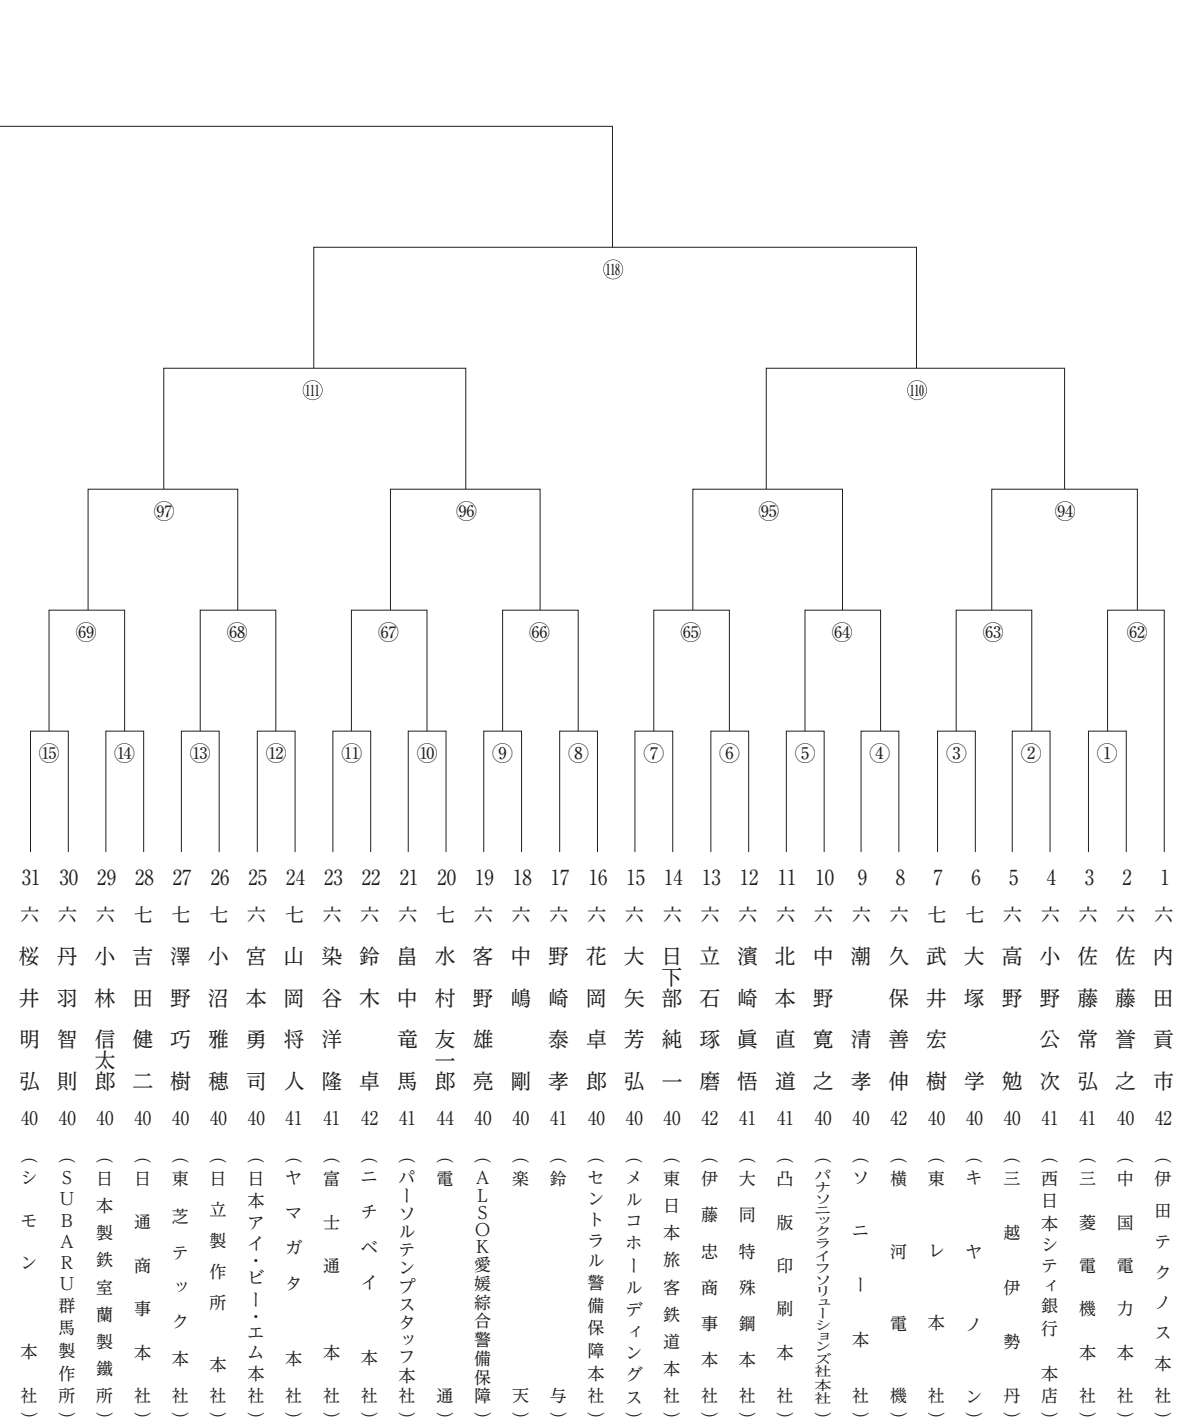 118
111
110
97
96
95
94
69
68
67
66
65
64
63
62
⑮
⑭
⑬
⑫
⑪
⑩
⑨
⑧
⑦
⑥
⑤
④
③
②
①
1 六 内田貢市 42 (伊田テクノス本社)
2 六 佐藤誉之 40 (中国電力本社)
3 六 佐藤常弘 41 (三菱電機本社)
4 六 小野公次 41 (西日本シティ銀行本店)
5 六 高野勉 40 (三越伊勢丹)
6 七 大塚学 40 (キヤノン)
7 七 武井宏樹 40 (東レ本社)
8 六 久保善伸 42 (横河電機)
9 六 潮清孝 40 (ソニー本社)
10 六 中野寛之 40 (パナソニックライフソリューションズ社本社)
11 六 北本直道 41 (凸版印刷本社)
12 六 濱崎眞悟 41 (大同特殊鋼本社)
13 六 立石琢磨 42 (伊藤忠商事本社)
14 六 日下部純一 40 (東日本旅客鉄道本社)
15 六 大矢芳弘 40 (メルコホールディングス)
16 六 花岡卓郎 40 (セントラル警備保障本社)
17 六 野崎泰孝 41 (鈴与)
18 六 中嶋剛 40 (楽天)
19 六 客野雄亮 40 (ALSOK愛媛綜合警備保障)
20 七 水村友一郎 44 (電通)
21 六 畠中竜馬 41 (パーソルテンプスタッフ本社)
22 六 鈴木卓 42 (ニチベイ本社)
23 六 染谷洋隆 41 (富士通本社)
24 七 山岡将人 41 (ヤマガタ本社)
25 六 宮本勇司 40 (日本アイ・ビー・エム本社)
26 七 小沼雅穂 40 (日立製作所本社)
27 七 澤野巧樹 40 (東芝テック本社)
28 七 吉田健二 40 (日通商事本社)
29 六 小林信太郎 40 (日本製鉄室蘭製鐵所)
30 六 丹羽智則 40 (SUBARU群馬製作所)
31 六 桜井明弘 40 (シモン本社)